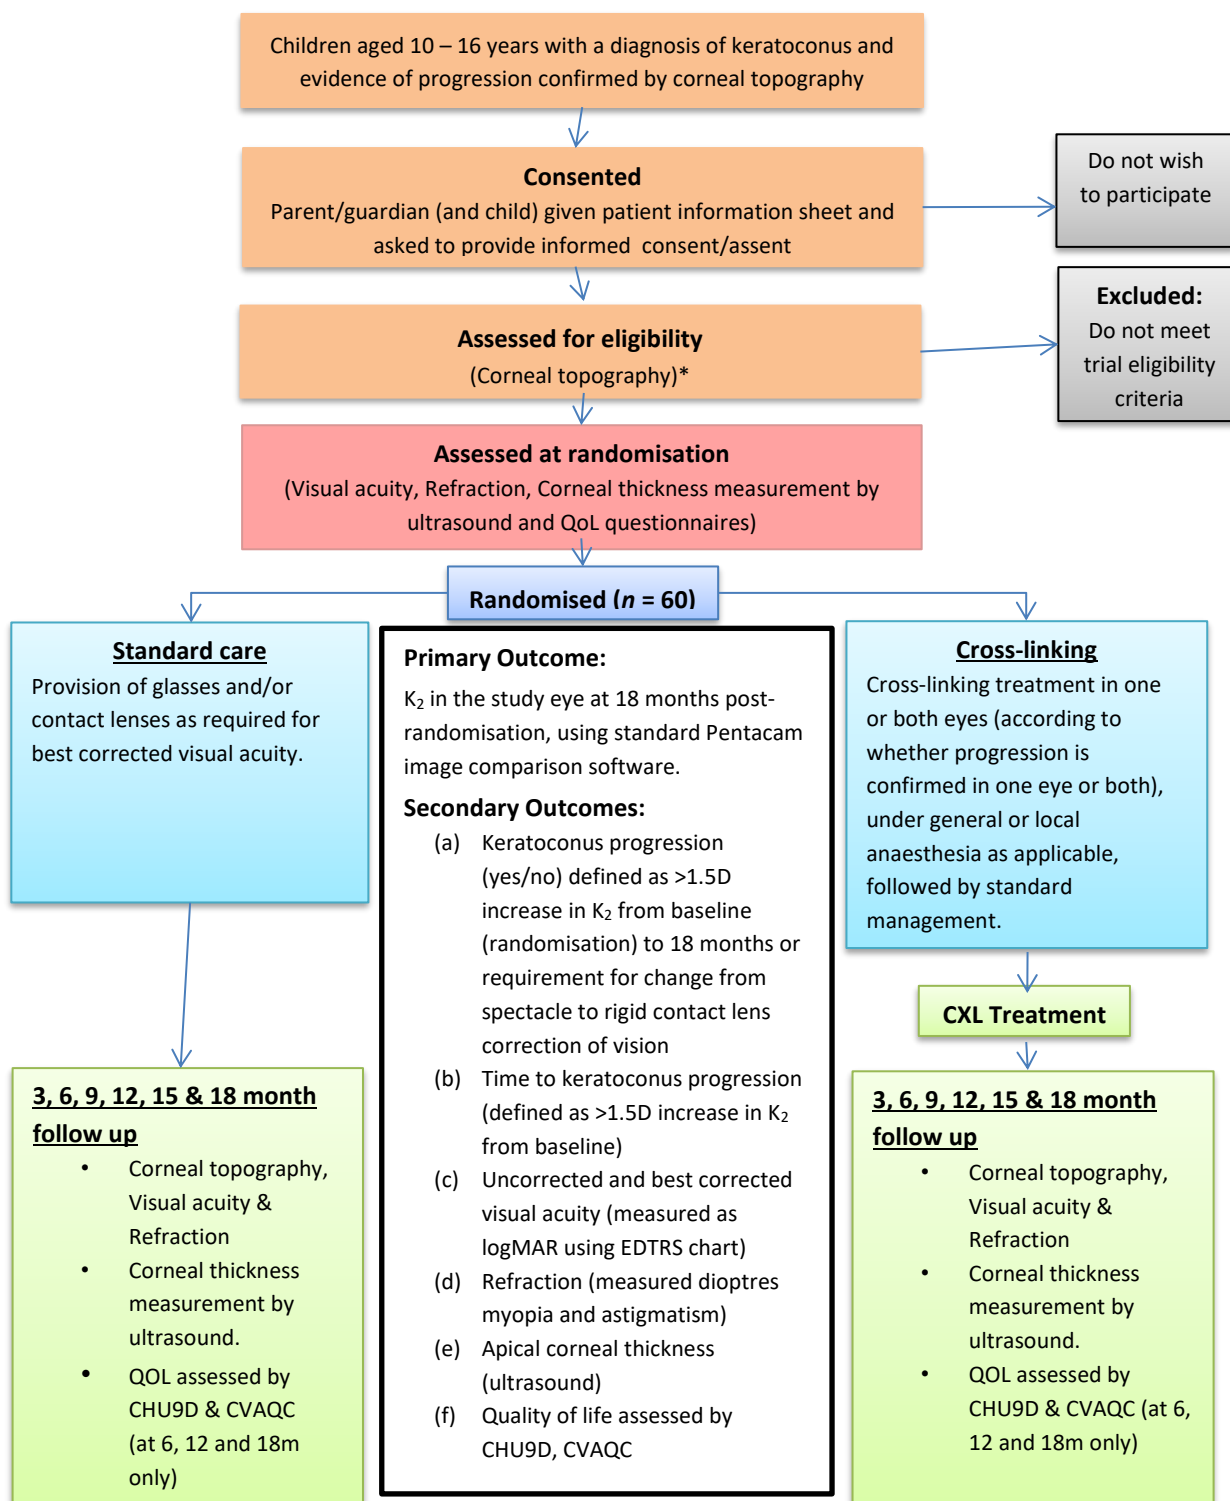 Children aged 10 – 16 years with a diagnosis of keratoconus and
evidence of progression confirmed by corneal topography
Consented
Parent/guardian (and child) given patient information sheet and
asked to provide informed consent/assent
Do not wish
to participate
Assessed for eligibility
(Corneal topography)*
Excluded:
Do not meet
trial eligibility
criteria
Assessed at randomisation
(Visual acuity, Refraction, Corneal thickness measurement by
ultrasound and QoL questionnaires)
Randomised (n = 60)
Standard care
Provision of glasses and/or
contact lenses as required for
best corrected visual acuity.
Primary Outcome:
K₂ in the study eye at 18 months post-
randomisation, using standard Pentacam
image comparison software.
Secondary Outcomes:
(a) Keratoconus progression
(yes/no) defined as >1.5D
increase in K₂ from baseline
(randomisation) to 18 months or
requirement for change from
spectacle to rigid contact lens
correction of vision
(b) Time to keratoconus progression
(defined as >1.5D increase in K₂
from baseline)
(c) Uncorrected and best corrected
visual acuity (measured as
logMAR using EDTRS chart)
(d) Refraction (measured dioptres
myopia and astigmatism)
(e) Apical corneal thickness
(ultrasound)
(f) Quality of life assessed by
CHU9D, CVAQC
Cross-linking
Cross-linking treatment in one
or both eyes (according to
whether progression is
confirmed in one eye or both),
under general or local
anaesthesia as applicable,
followed by standard
management.
CXL Treatment
3, 6, 9, 12, 15 & 18 month
follow up
• Corneal topography,
Visual acuity &
Refraction
• Corneal thickness
measurement by
ultrasound.
• QOL assessed by
CHU9D & CVAQC
(at 6, 12 and 18m
only)
3, 6, 9, 12, 15 & 18 month
follow up
• Corneal topography,
Visual acuity &
Refraction
• Corneal thickness
measurement by
ultrasound.
• QOL assessed by
CHU9D & CVAQC (at 6,
12 and 18m only)